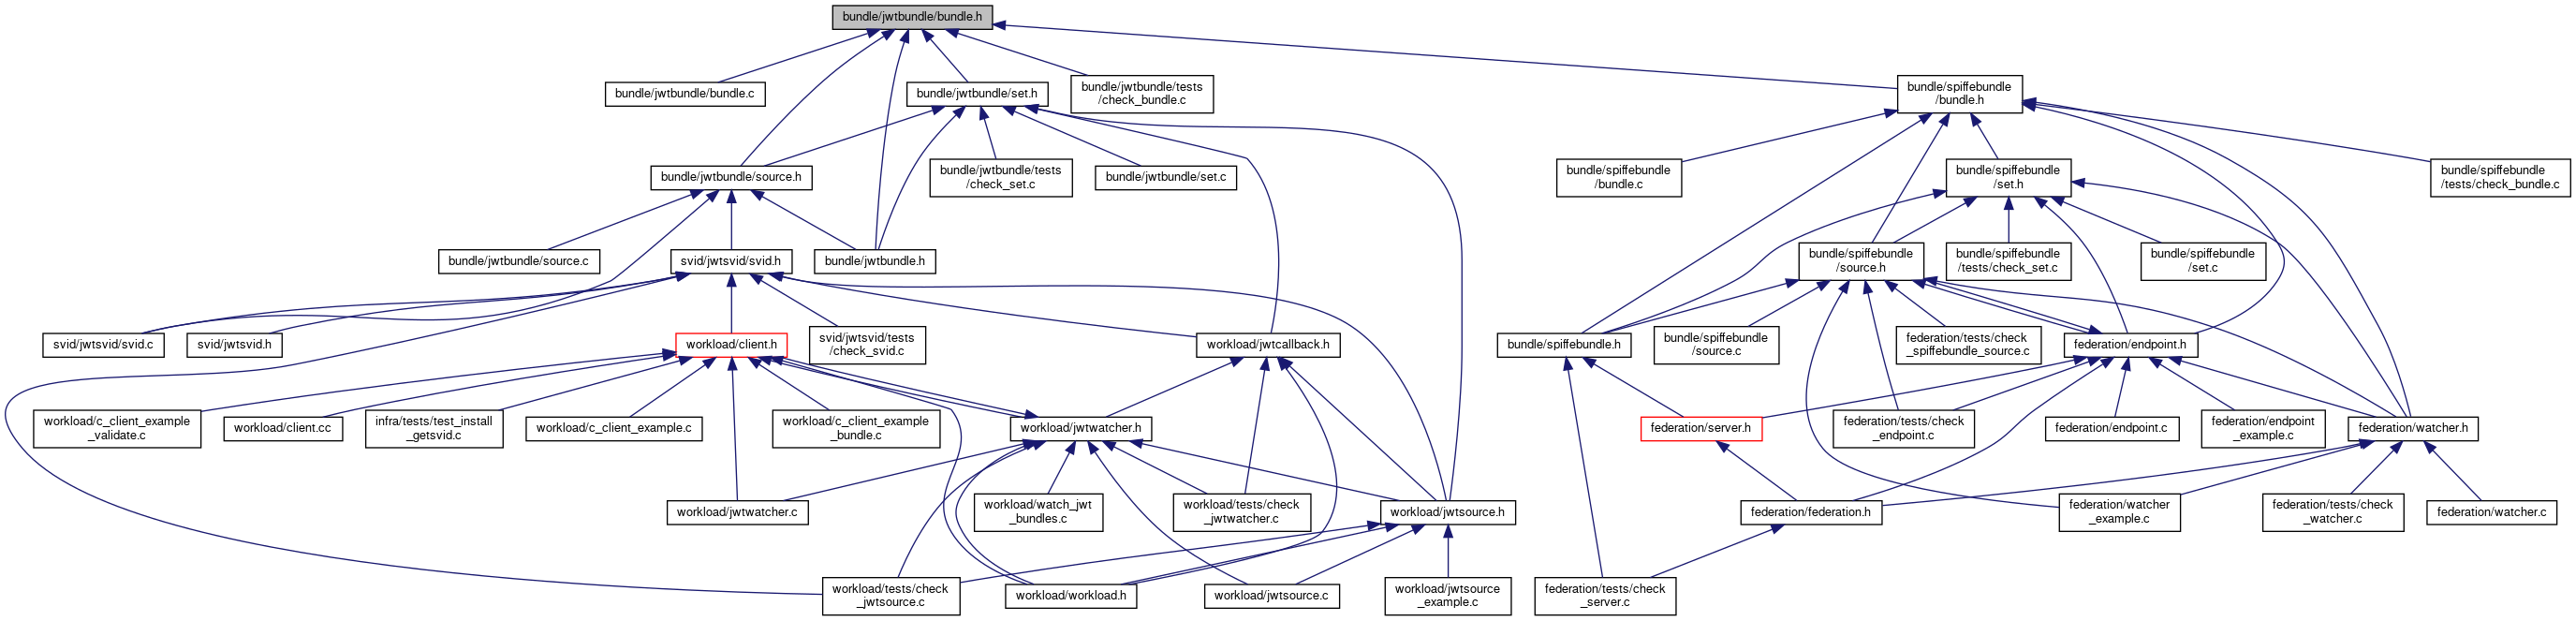 bundle/jwtbundle/bundle.h
bundle/jwtbundle/bundle.c
bundle/jwtbundle/set.h
bundle/jwtbundle/tests
/check_bundle.c
bundle/spiffebundle
/bundle.h
bundle/jwtbundle/source.h
bundle/jwtbundle/tests
/check_set.c
bundle/jwtbundle/set.c
bundle/spiffebundle
/bundle.c
bundle/spiffebundle
/set.h
bundle/spiffebundle
/tests/check_bundle.c
bundle/jwtbundle/source.c
svid/jwtsvid/svid.h
bundle/jwtbundle.h
bundle/spiffebundle
/source.h
bundle/spiffebundle
/tests/check_set.c
bundle/spiffebundle
/set.c
svid/jwtsvid/svid.c
svid/jwtsvid.h
workload/client.h
svid/jwtsvid/tests
/check_svid.c
workload/jwtcallback.h
bundle/spiffebundle.h
bundle/spiffebundle
/source.c
federation/tests/check
_spiffebundle_source.c
federation/endpoint.h
workload/c_client_example
_validate.c
workload/client.cc
infra/tests/test_install
_getsvid.c
workload/c_client_example.c
workload/c_client_example
_bundle.c
workload/jwtwatcher.h
federation/server.h
federation/tests/check
_endpoint.c
federation/endpoint.c
federation/endpoint
_example.c
federation/watcher.h
workload/jwtwatcher.c
workload/watch_jwt
_bundles.c
workload/tests/check
_jwtwatcher.c
workload/jwtsource.h
federation/federation.h
federation/watcher
_example.c
federation/tests/check
_watcher.c
federation/watcher.c
workload/tests/check
_jwtsource.c
workload/workload.h
workload/jwtsource.c
workload/jwtsource
_example.c
federation/tests/check
_server.c